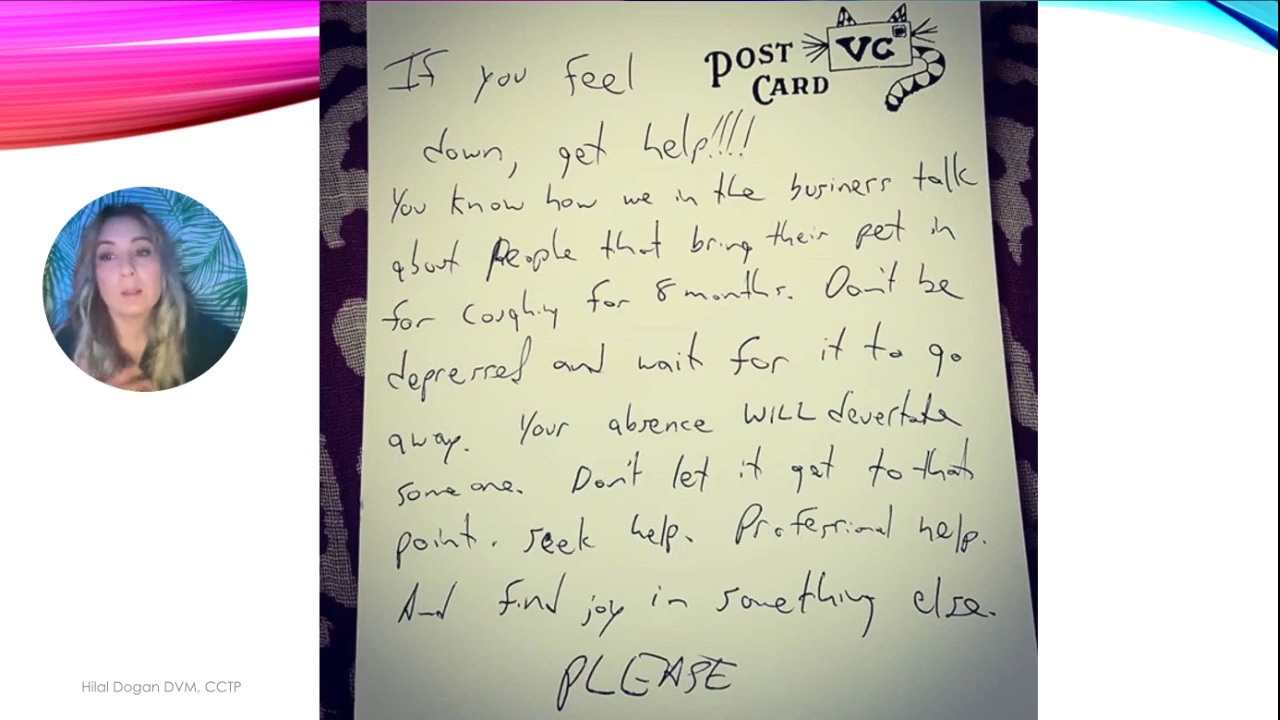 POST
CARD
VC
If you feel
down, get help!!!!
You know how we in the business talk
about people that bring their pet in
for coughing for 8 months. Don't be
depressed and wait for it to go
away. Your absence WILL devertate
someone. Don't let it get to that
point. seek help. Professional help.
And find joy in something else.
PLEASE
Hilal Dogan DVM, CCTP